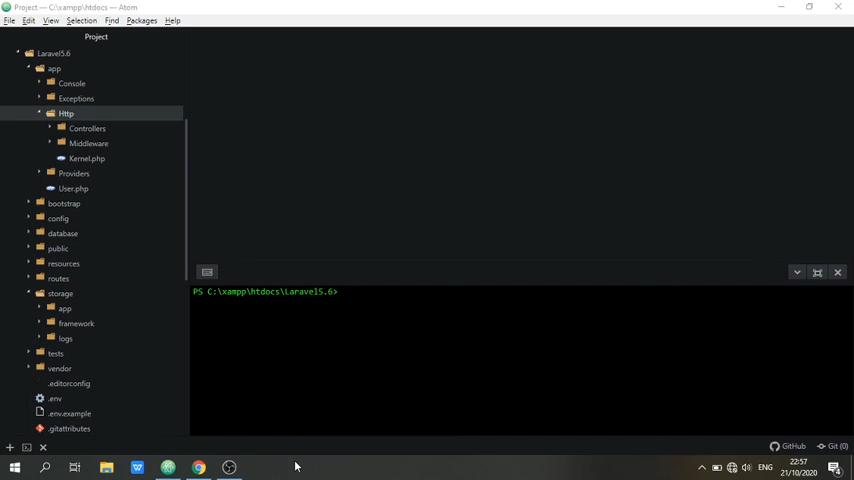 Project — C:\xampp\htdocs — Atom
File Edit View Selection Find Packages Help
Project
Laravel5.6
app
Console
Exceptions
Http
Controllers
Middleware
Kernel.php
Providers
User.php
bootstrap
config
database
public
resources
routes
storage
app
framework
logs
tests
vendor
.editorconfig
.env
.env.example
.gitattributes
PS C:\xampp\htdocs\Laravel5.6>
GitHub Git (0)
W
ENG
22:57
21/10/2020
4